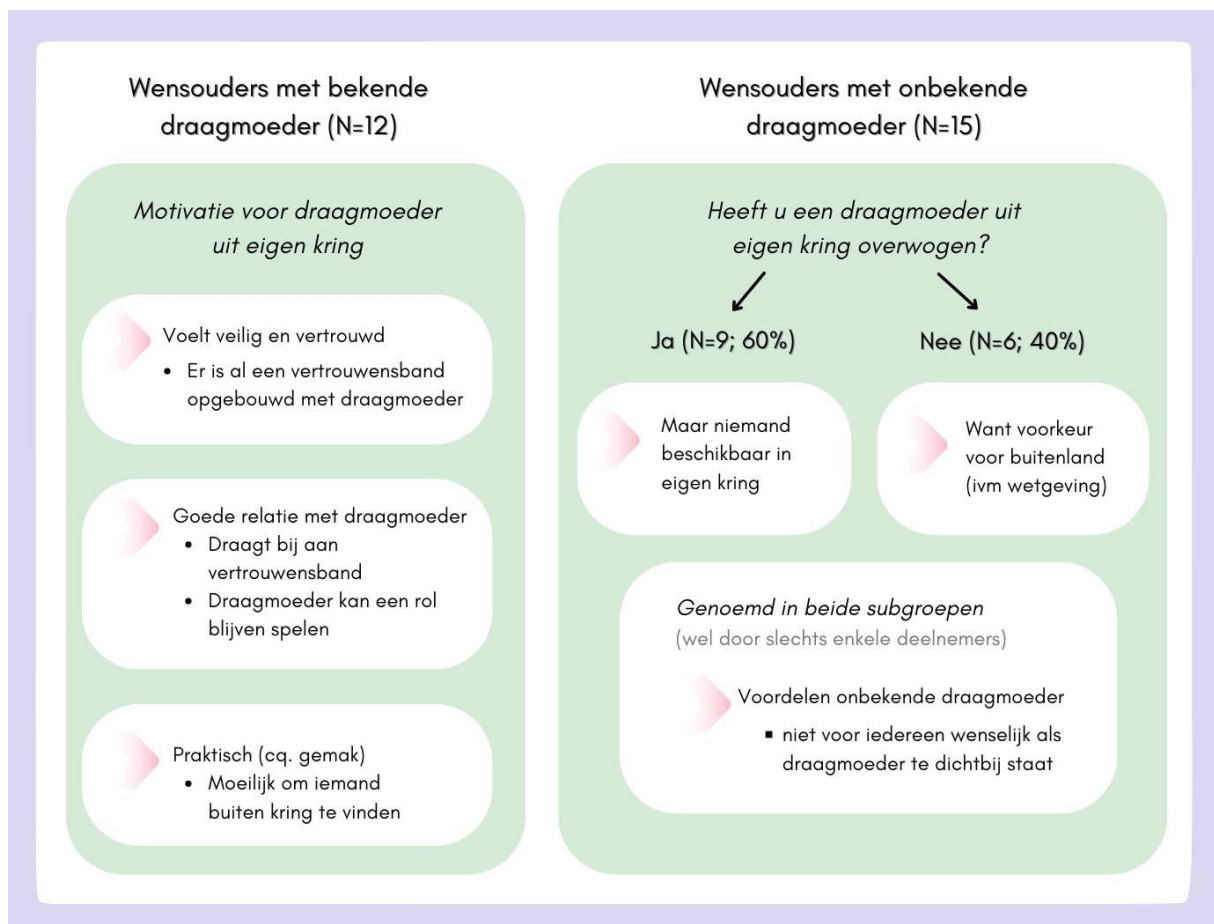 Wensouders met bekende
draagmoeder (N=12)
Motivatie voor draagmoeder
uit eigen kring
Voelt veilig en vertrouwd
• Er is al een vertrouwensband
opgebouwd met draagmoeder
Goede relatie met draagmoeder
• Draagt bij aan
vertrouwensband
• Draagmoeder kan een rol
blijven spelen
Praktisch (cq. gemak)
• Moeilijk om iemand
buiten kring te vinden
Wensouders met onbekende
draagmoeder (N=15)
Heeft u een draagmoeder uit
eigen kring overwogen?
Ja (N=9; 60%)
Maar niemand
beschikbaar in
eigen kring
Nee (N=6; 40%)
Want voorkeur
voor buitenland
(ivm wetgeving)
Genoemd in beide subgroepen
(wel door slechts enkele deelnemers)
Voordelen onbekende draagmoeder
▪ niet voor iedereen wenselijk als
draagmoeder te dichtbij staat